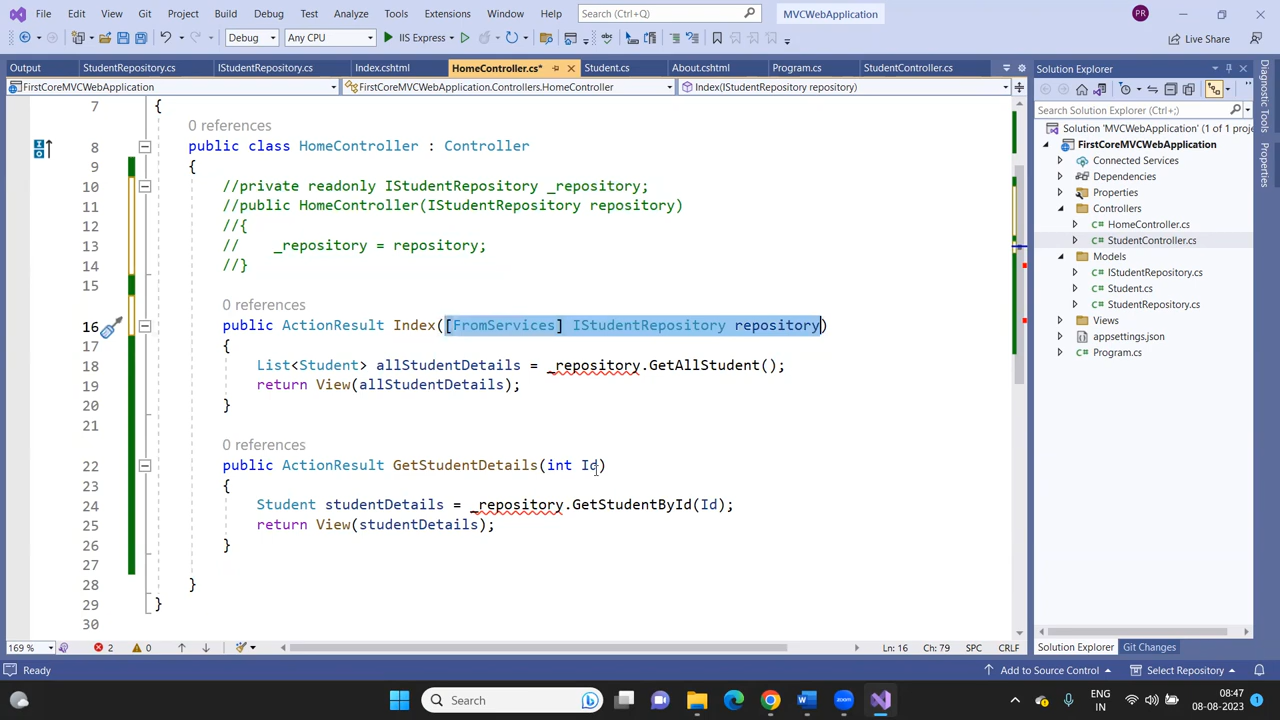 File Edit View Git Project Build Debug Test Analyze Tools Extensions Window Help Search (Ctrl+Q) MVCWebApplication PR
Debug Any CPU IIS Express Live Share
Output StudentRepository.cs IStudentRepository.cs Index.cshtml HomeController.cs* Student.cs About.cshtml Program.cs StudentController.cs
FirstCoreMVCWebApplication FirstCoreMVCWebApplication.Controllers.HomeController Index(IStudentRepository repository)
7 {
0 references
8 public class HomeController : Controller
9 {
10 //private readonly IStudentRepository _repository;
11 //public HomeController(IStudentRepository repository)
12 //{
13 // _repository = repository;
14 //}
15
0 references
16 public ActionResult Index([FromServices] IStudentRepository repository)
17 {
18 List<Student> allStudentDetails = _repository.GetAllStudent();
19 return View(allStudentDetails);
20 }
21
0 references
22 public ActionResult GetStudentDetails(int Id)
23 {
24 Student studentDetails = _repository.GetStudentById(Id);
25 return View(studentDetails);
26 }
27
28 }
29 }
30
169 % 2 0 Ln: 16 Ch: 79 SPC CRLF
Solution Explorer
Search Solution Explorer (Ctrl+;)
Solution 'MVCWebApplication' (1 of 1 proje
FirstCoreMVCWebApplication
Connected Services
Dependencies
Properties
Controllers
C# HomeController.cs
C# StudentController.cs
Models
C# IStudentRepository.cs
C# Student.cs
C# StudentRepository.cs
Views
appsettings.json
C# Program.cs
Solution Explorer Git Changes
Diagnostic Tools
Properties
Ready Add to Source Control Select Repository
Search ENG IN 08:47 08-08-2023 1